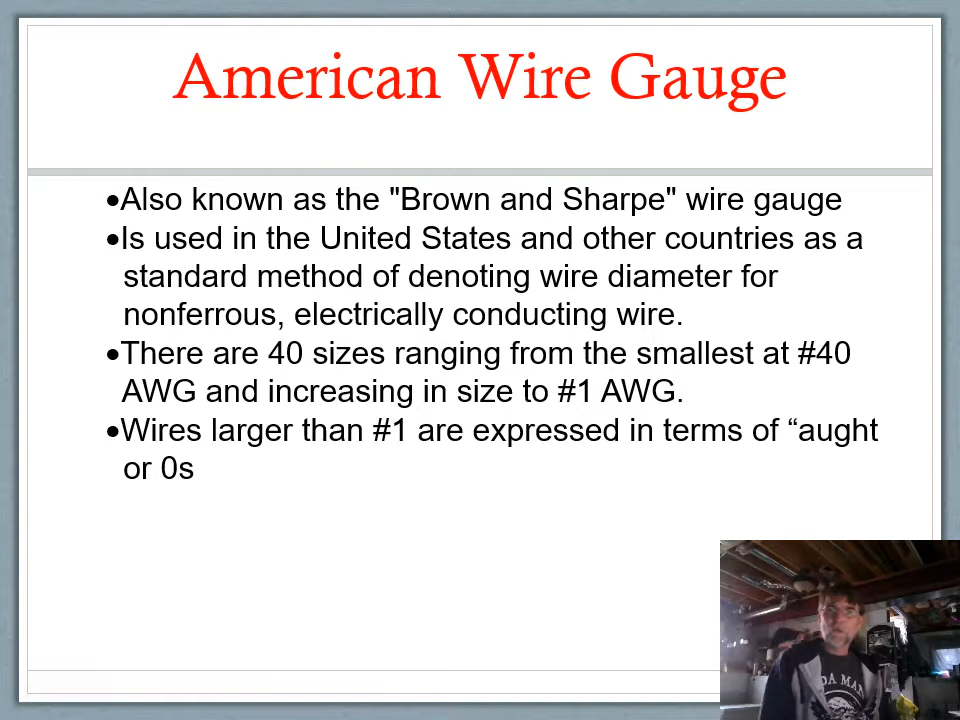 American Wire Gauge
•Also known as the "Brown and Sharpe" wire gauge
•Is used in the United States and other countries as a
standard method of denoting wire diameter for
nonferrous, electrically conducting wire.
•There are 40 sizes ranging from the smallest at #40
AWG and increasing in size to #1 AWG.
•Wires larger than #1 are expressed in terms of “aught
or 0s
DA MAN